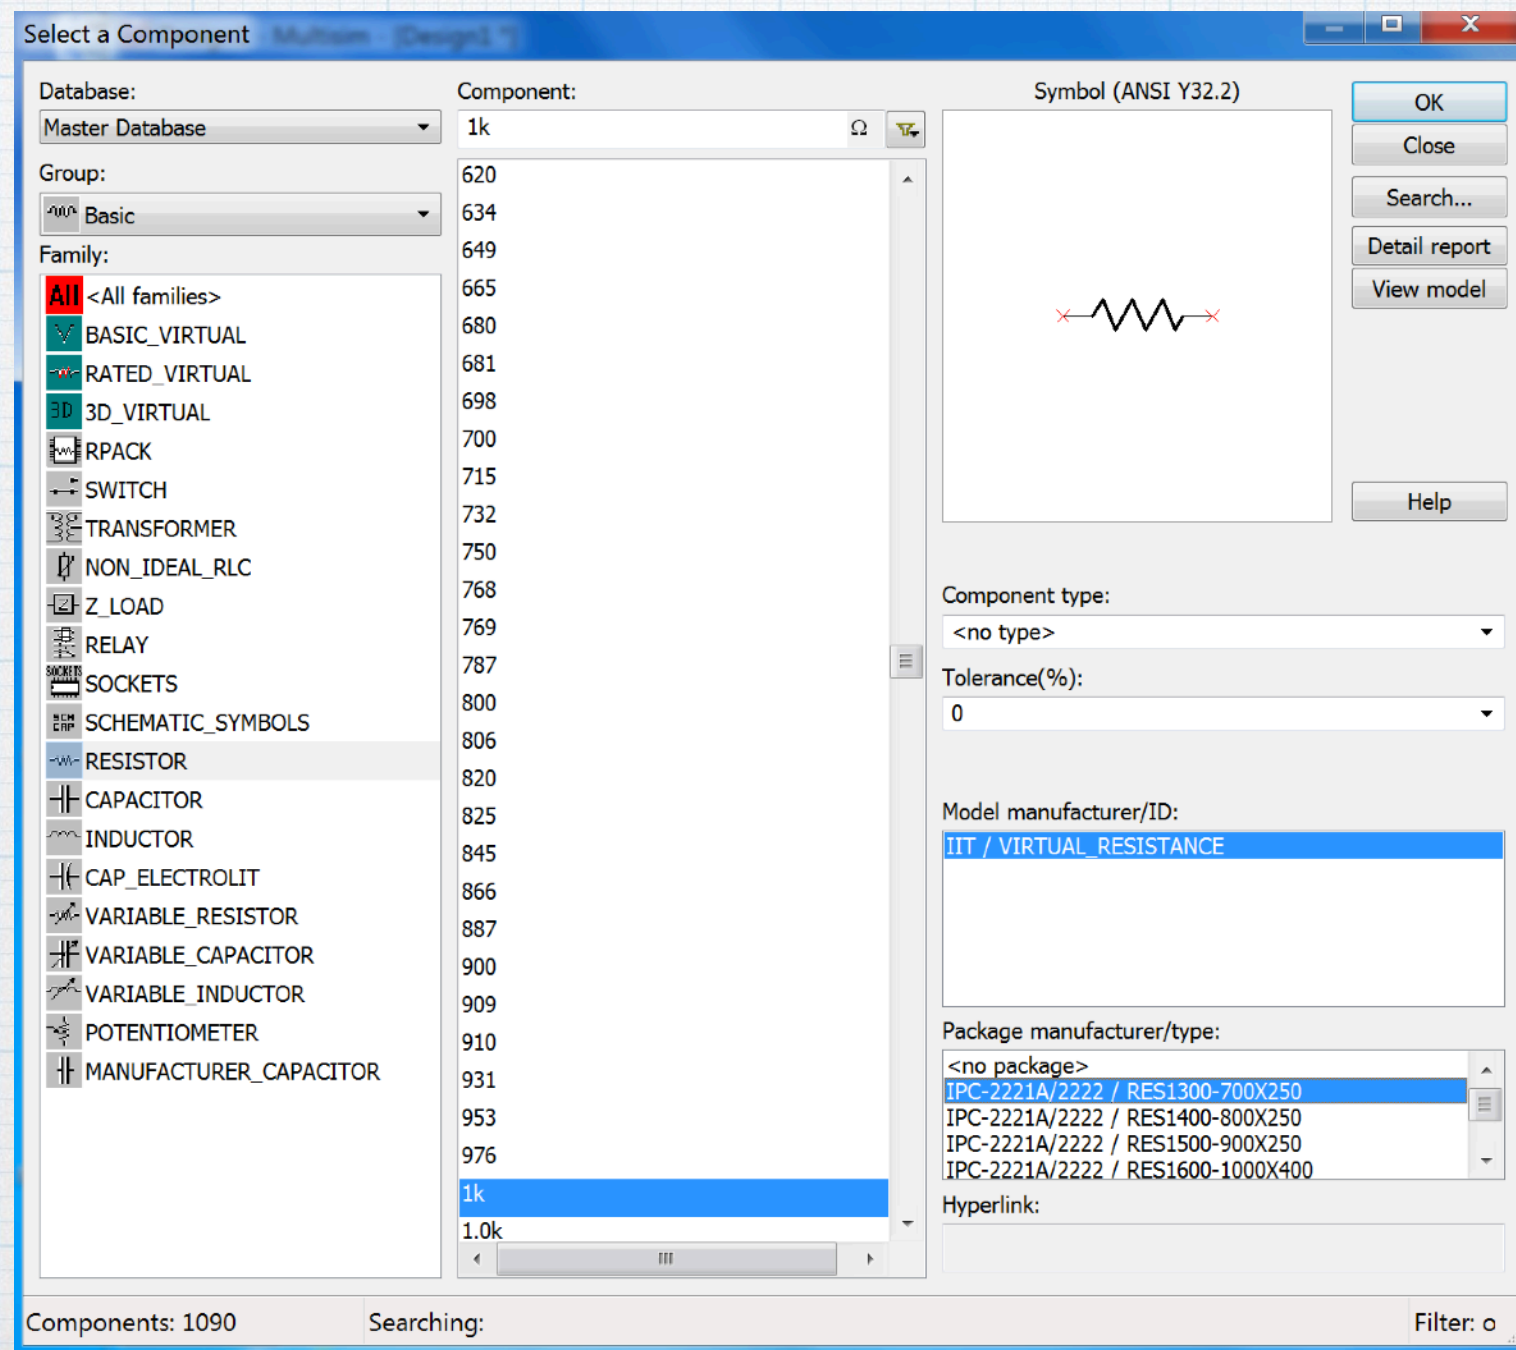 Select a Component
Multisim - [Design1 *]
Database:
Master Database
Group:
Basic
Family:
All <All families>
BASIC_VIRTUAL
RATED_VIRTUAL
3D 3D_VIRTUAL
RPACK
SWITCH
TRANSFORMER
NON_IDEAL_RLC
Z Z_LOAD
RELAY
SOCKETS SOCKETS
SCH CAP SCHEMATIC_SYMBOLS
RESISTOR
CAPACITOR
INDUCTOR
CAP_ELECTROLIT
VARIABLE_RESISTOR
VARIABLE_CAPACITOR
VARIABLE_INDUCTOR
POTENTIOMETER
MANUFACTURER_CAPACITOR
Component:
1k Ω
620
634
649
665
680
681
698
700
715
732
750
768
769
787
800
806
820
825
845
866
887
900
909
910
931
953
976
1k
1.0k
Symbol (ANSI Y32.2)
OK
Close
Search...
Detail report
View model
Help
Component type:
<no type>
Tolerance(%):
0
Model manufacturer/ID:
IIT / VIRTUAL_RESISTANCE
Package manufacturer/type:
<no package>
IPC-2221A/2222 / RES1300-700X250
IPC-2221A/2222 / RES1400-800X250
IPC-2221A/2222 / RES1500-900X250
IPC-2221A/2222 / RES1600-1000X400
Hyperlink:
Components: 1090
Searching:
Filter: o